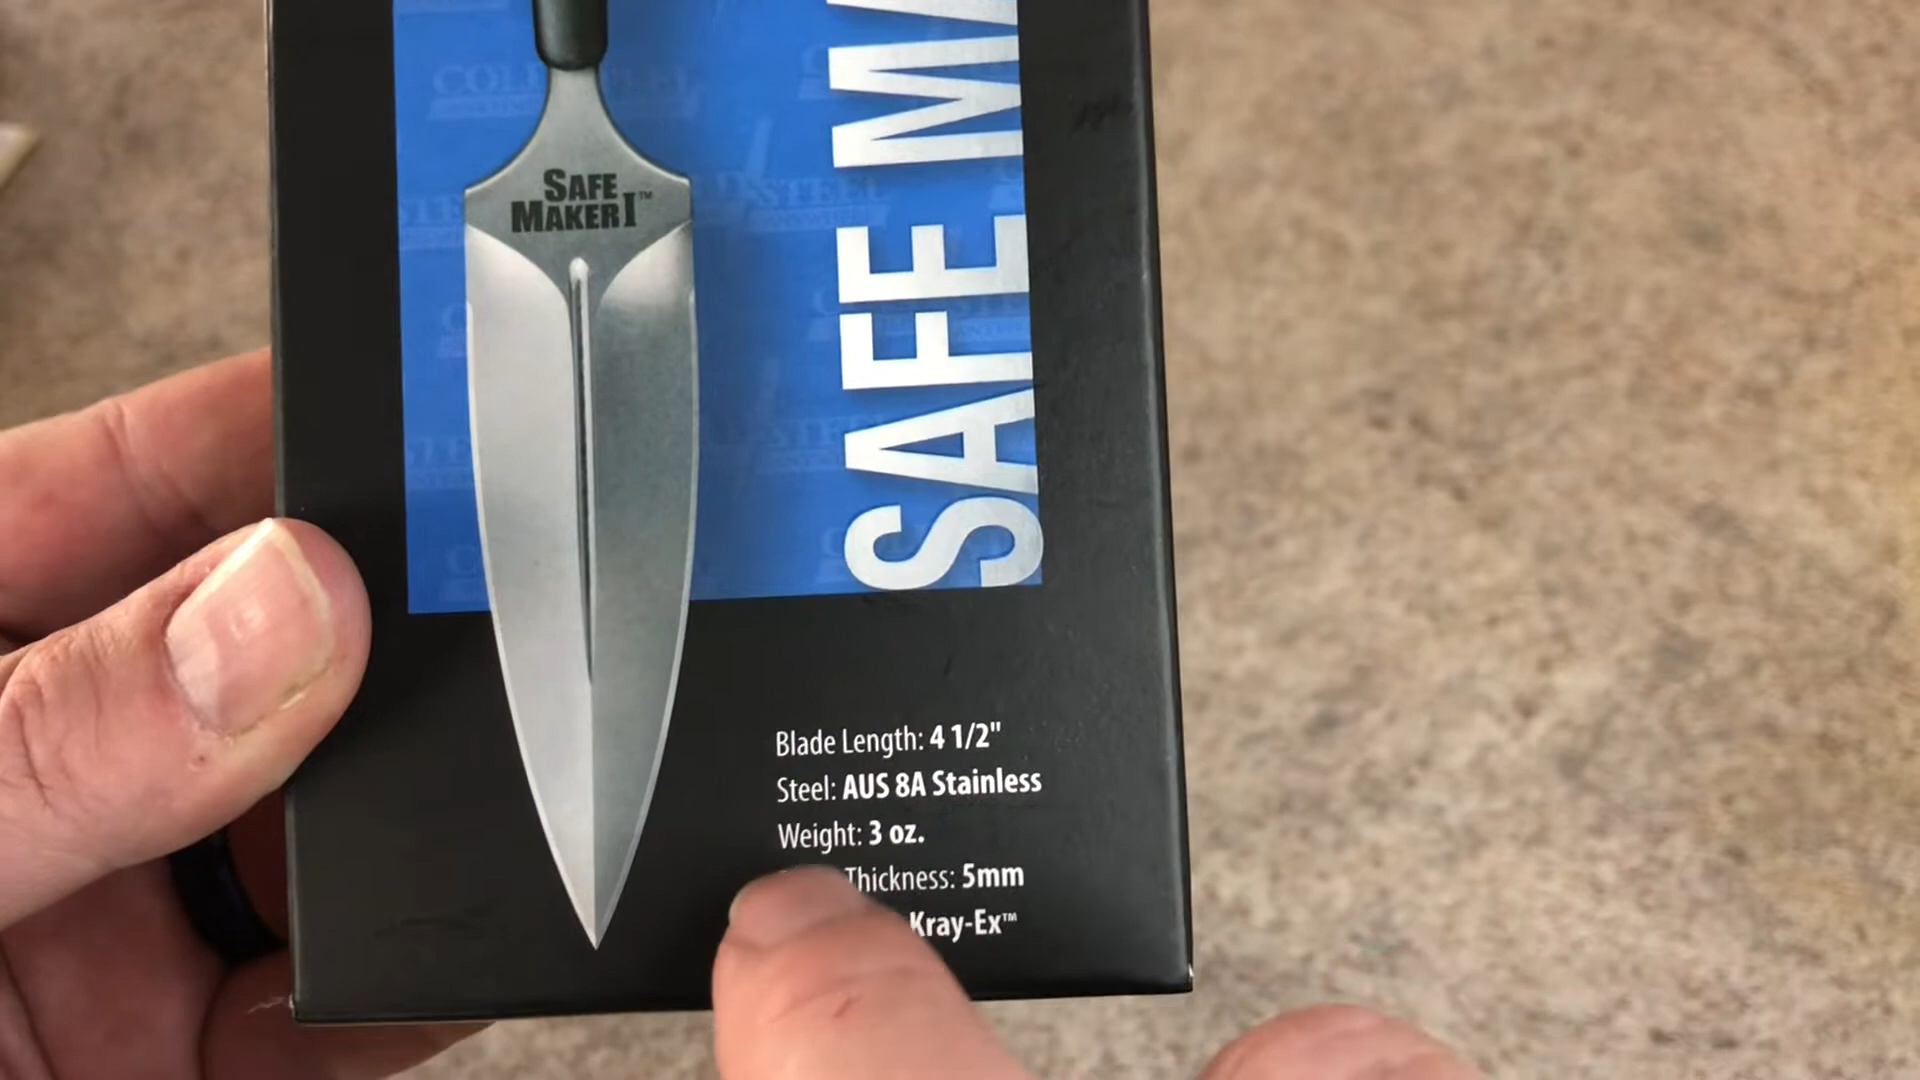 SAFE
MAKER I™
SAFE MA
Blade Length: 4 1/2"
Steel: AUS 8A Stainless
Weight: 3 oz.
Thickness: 5mm
Kray-Ex™